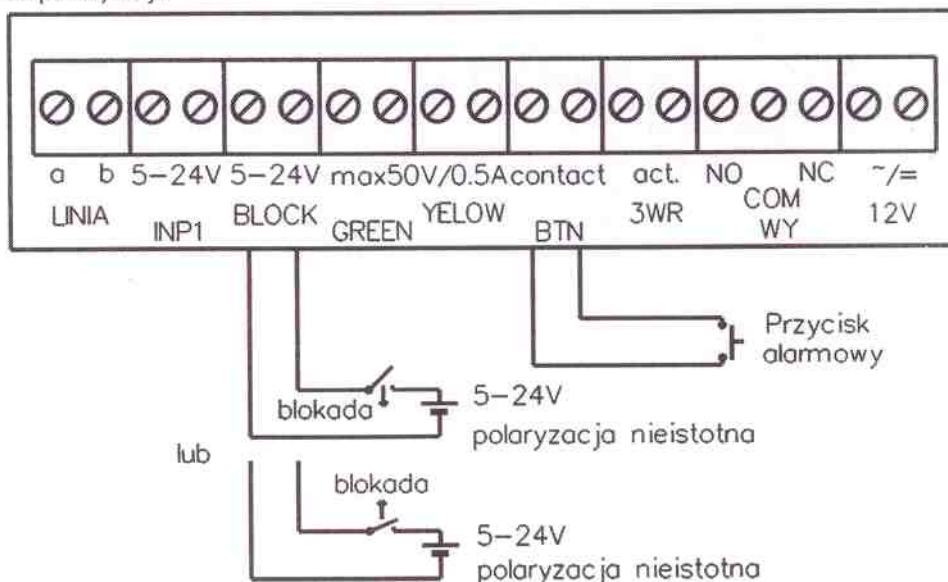 a b 5-24V 5-24V max50V/0.5A contact act. NO NC ~/=
LINIA BLOCK YELOW 3WR COM 12V
INP1 GREEN BTN WY
Przycisk
alarmowy
blokada
5-24V
polaryzacja nieistotna
lub
blokada
5-24V
polaryzacja nieistotna